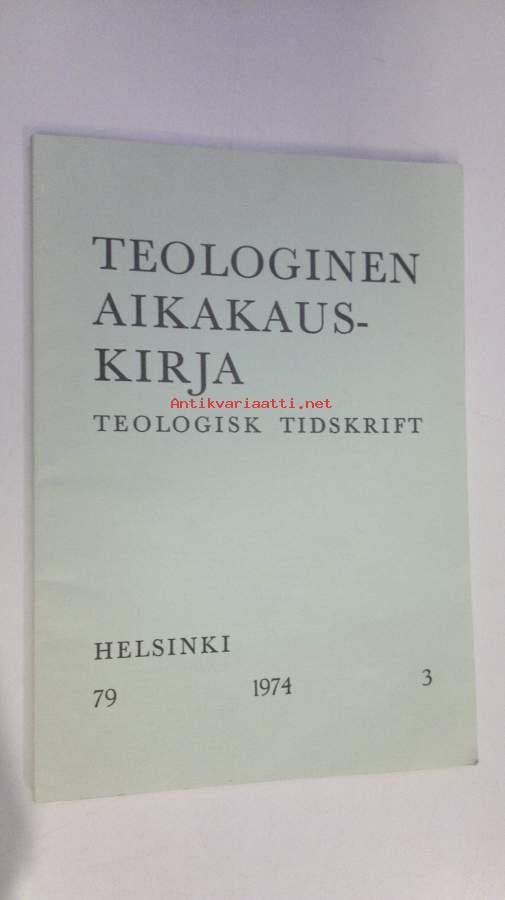 TEOLOGINEN
AIKAKAUS-
KIRJA
Antikvariaatti.net
TEOLOGISK TIDSKRIFT
HELSINKI
79 1974 3